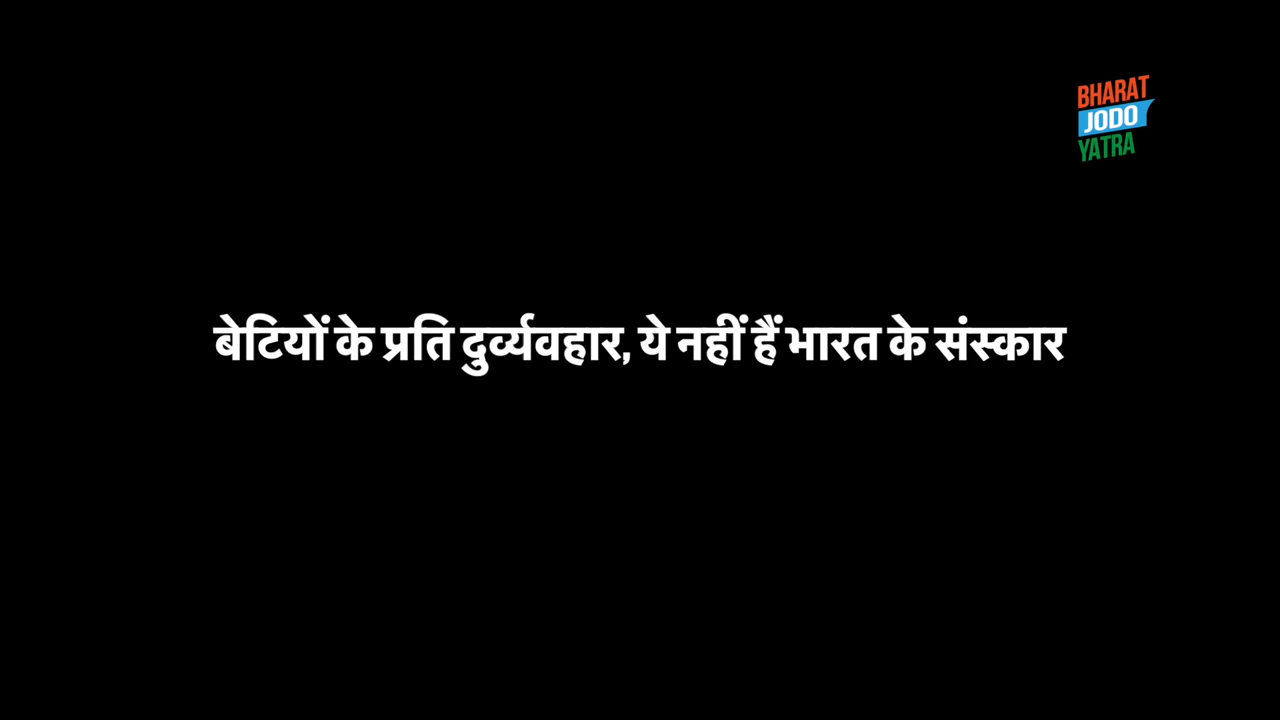 BHARAT
JODO
YATRA
बेटियों के प्रति दुर्व्यवहार, ये नहीं हैं भारत के संस्कार